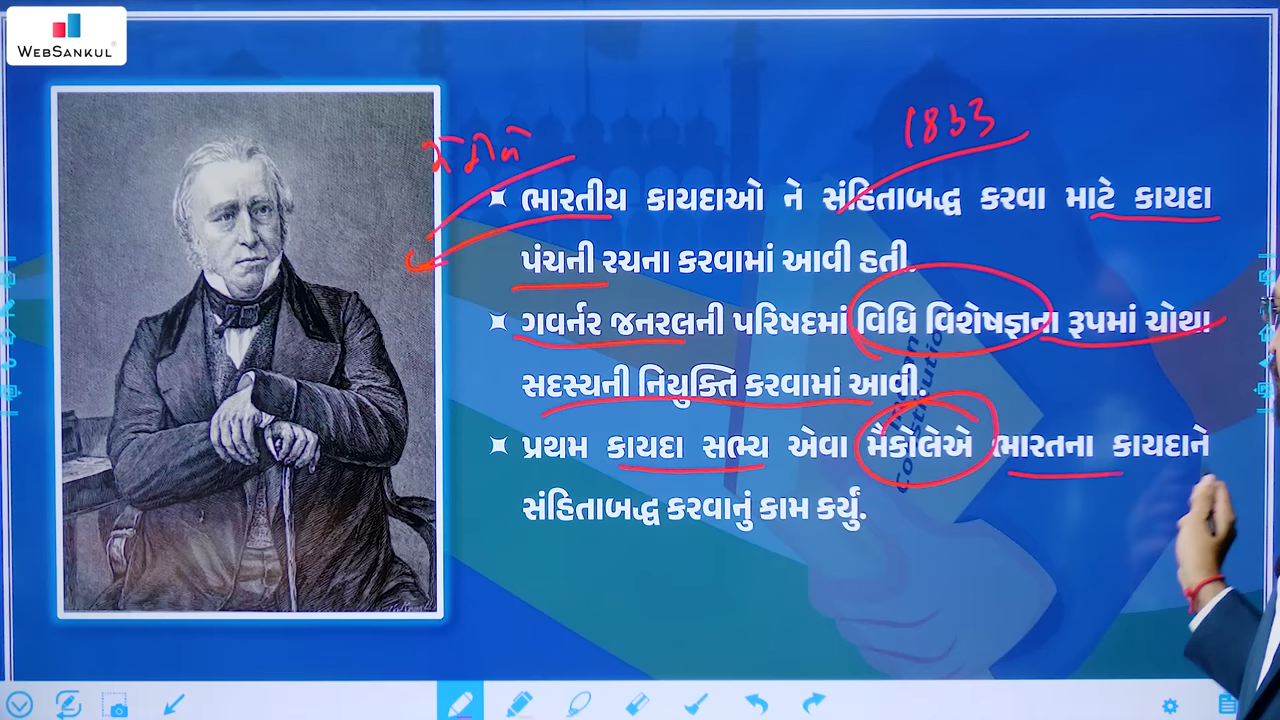 WEBSANKUL
1833
ભારતીય કાયદાઓ ને સંહિતાબદ્ધ કરવા માટે કાયદા
પંચની રચના કરવામાં આવી હતી.
ગવર્નર જનરલની પરિષદમાં વિધિ વિશેષજ્ઞના રૂપમાં ચોથા
સદસ્યની નિયુક્તિ કરવામાં આવી.
પ્રથમ કાયદા સભ્ય એવા મૈકોલેએ ભારતના કાયદાને
સંહિતાબદ્ધ કરવાનું કામ કર્યું.